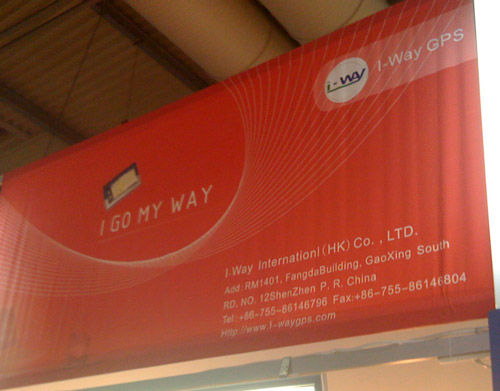 i-way
I-Way GPS
I GO MY WAY
I-Way Internationl (HK) Co. , LTD.
Add: RM1401, FangdaBuilding, GaoXing South
RD. NO. 12ShenZhen P. R. China
Tel: +86-755-86146796 Fax:+86-755-86146804
Http://www.I-waygps.com